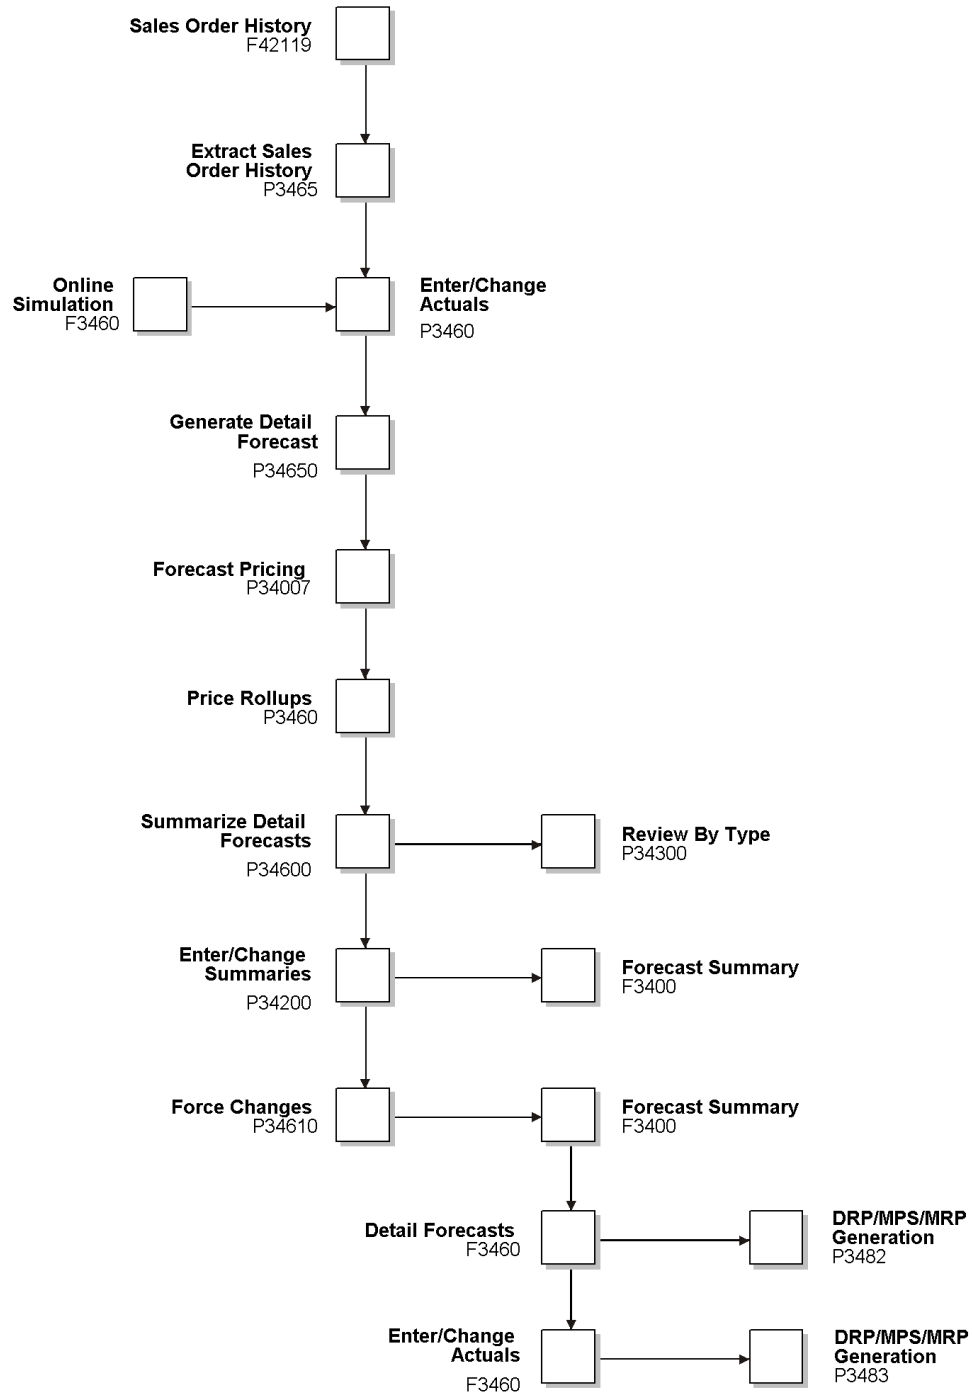 Sales Order History
F42119
Extract Sales
Order History
P3465
Online
Simulation
F3460
Enter/Change
Actuals
P3460
Generate Detail
Forecast
P34650
Forecast Pricing
P34007
Price Rollups
P3460
Summarize Detail
Forecasts
P34600
Review By Type
P34300
Enter/Change
Summaries
P34200
Forecast Summary
F3400
Force Changes
P34610
Forecast Summary
F3400
Detail Forecasts
F3460
DRP/MPS/MRP
Generation
P3482
Enter/Change
Actuals
F3460
DRP/MPS/MRP
Generation
P3483